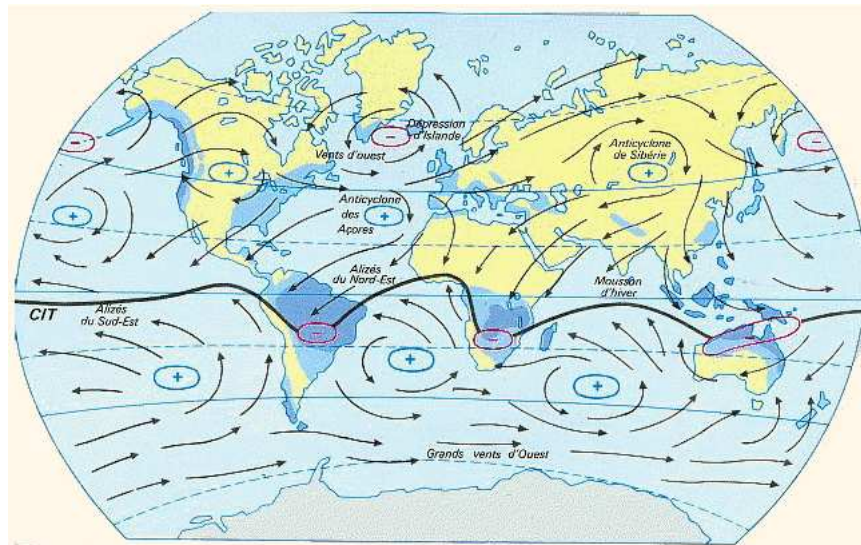 Dépression
d'Islande
Vents d'ouest
Anticyclone
de Sibérie
Anticyclone
des
Açores
Alizés
du Nord-Est
Mousson
d'hiver
CIT
Alizés
du Sud-Est
Grands vents d'Ouest
-
-
-
+
+
+
+
-
-
+
+
+